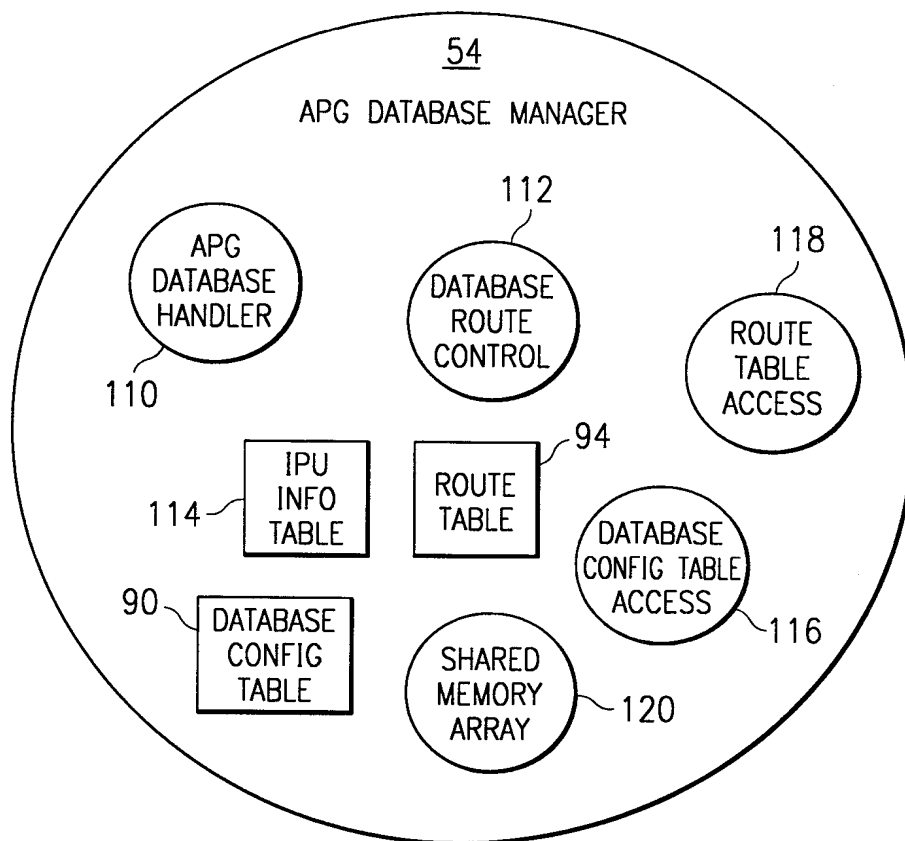 54
APG DATABASE MANAGER
112
118
APG
DATABASE
HANDLER
DATABASE
ROUTE
CONTROL
ROUTE
TABLE
ACCESS
110
94
IPU
INFO
TABLE
ROUTE
TABLE
114
DATABASE
CONFIG TABLE
ACCESS
90
116
DATABASE
CONFIG
TABLE
SHARED
MEMORY
ARRAY
120